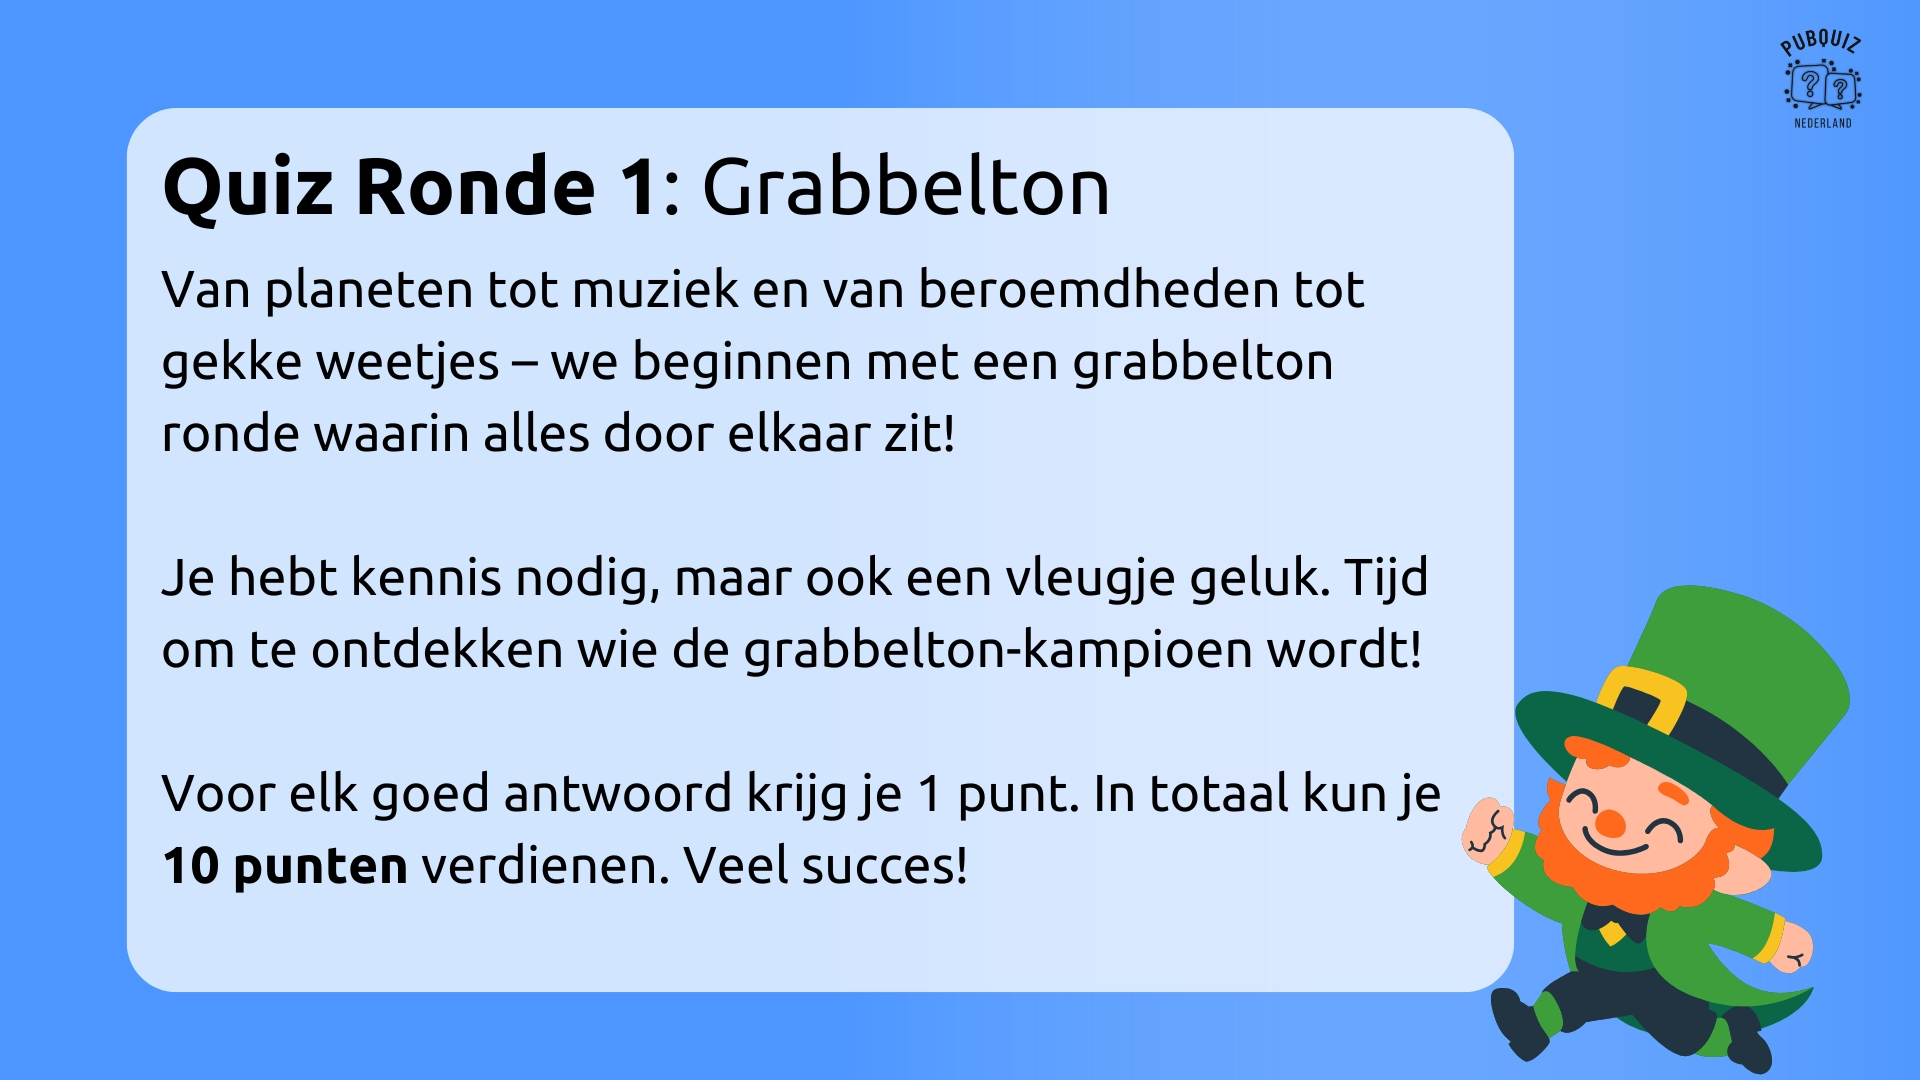 PUBQUIZ
? ?
NEDERLAND
Quiz Ronde 1: Grabbelton
Van planeten tot muziek en van beroemdheden tot
gekke weetjes – we beginnen met een grabbelton
ronde waarin alles door elkaar zit!
Je hebt kennis nodig, maar ook een vleugje geluk. Tijd
om te ontdekken wie de grabbelton-kampioen wordt!
Voor elk goed antwoord krijg je 1 punt. In totaal kun je
10 punten verdienen. Veel succes!